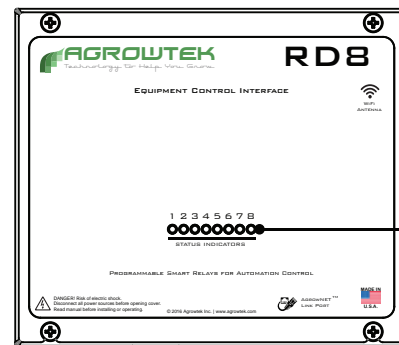 AGROWTEK
Technology To Help You Grow
RD8
EQUIPMENT CONTROL INTERFACE
WIFI
ANTENNA
1 2 3 4 5 6 7 8
STATUS INDICATORS
PROGRAMMABLE SMART RELAYS FOR AUTOMATION CONTROL
DANGER! Risk of electric shock.
Disconnect all power sources before opening cover.
Read manual before installing or operating.
© 2016 Agrowtek Inc. | www.agrowtek.com
AGROWNET™
LINK PORT
MADE IN
U.S.A.